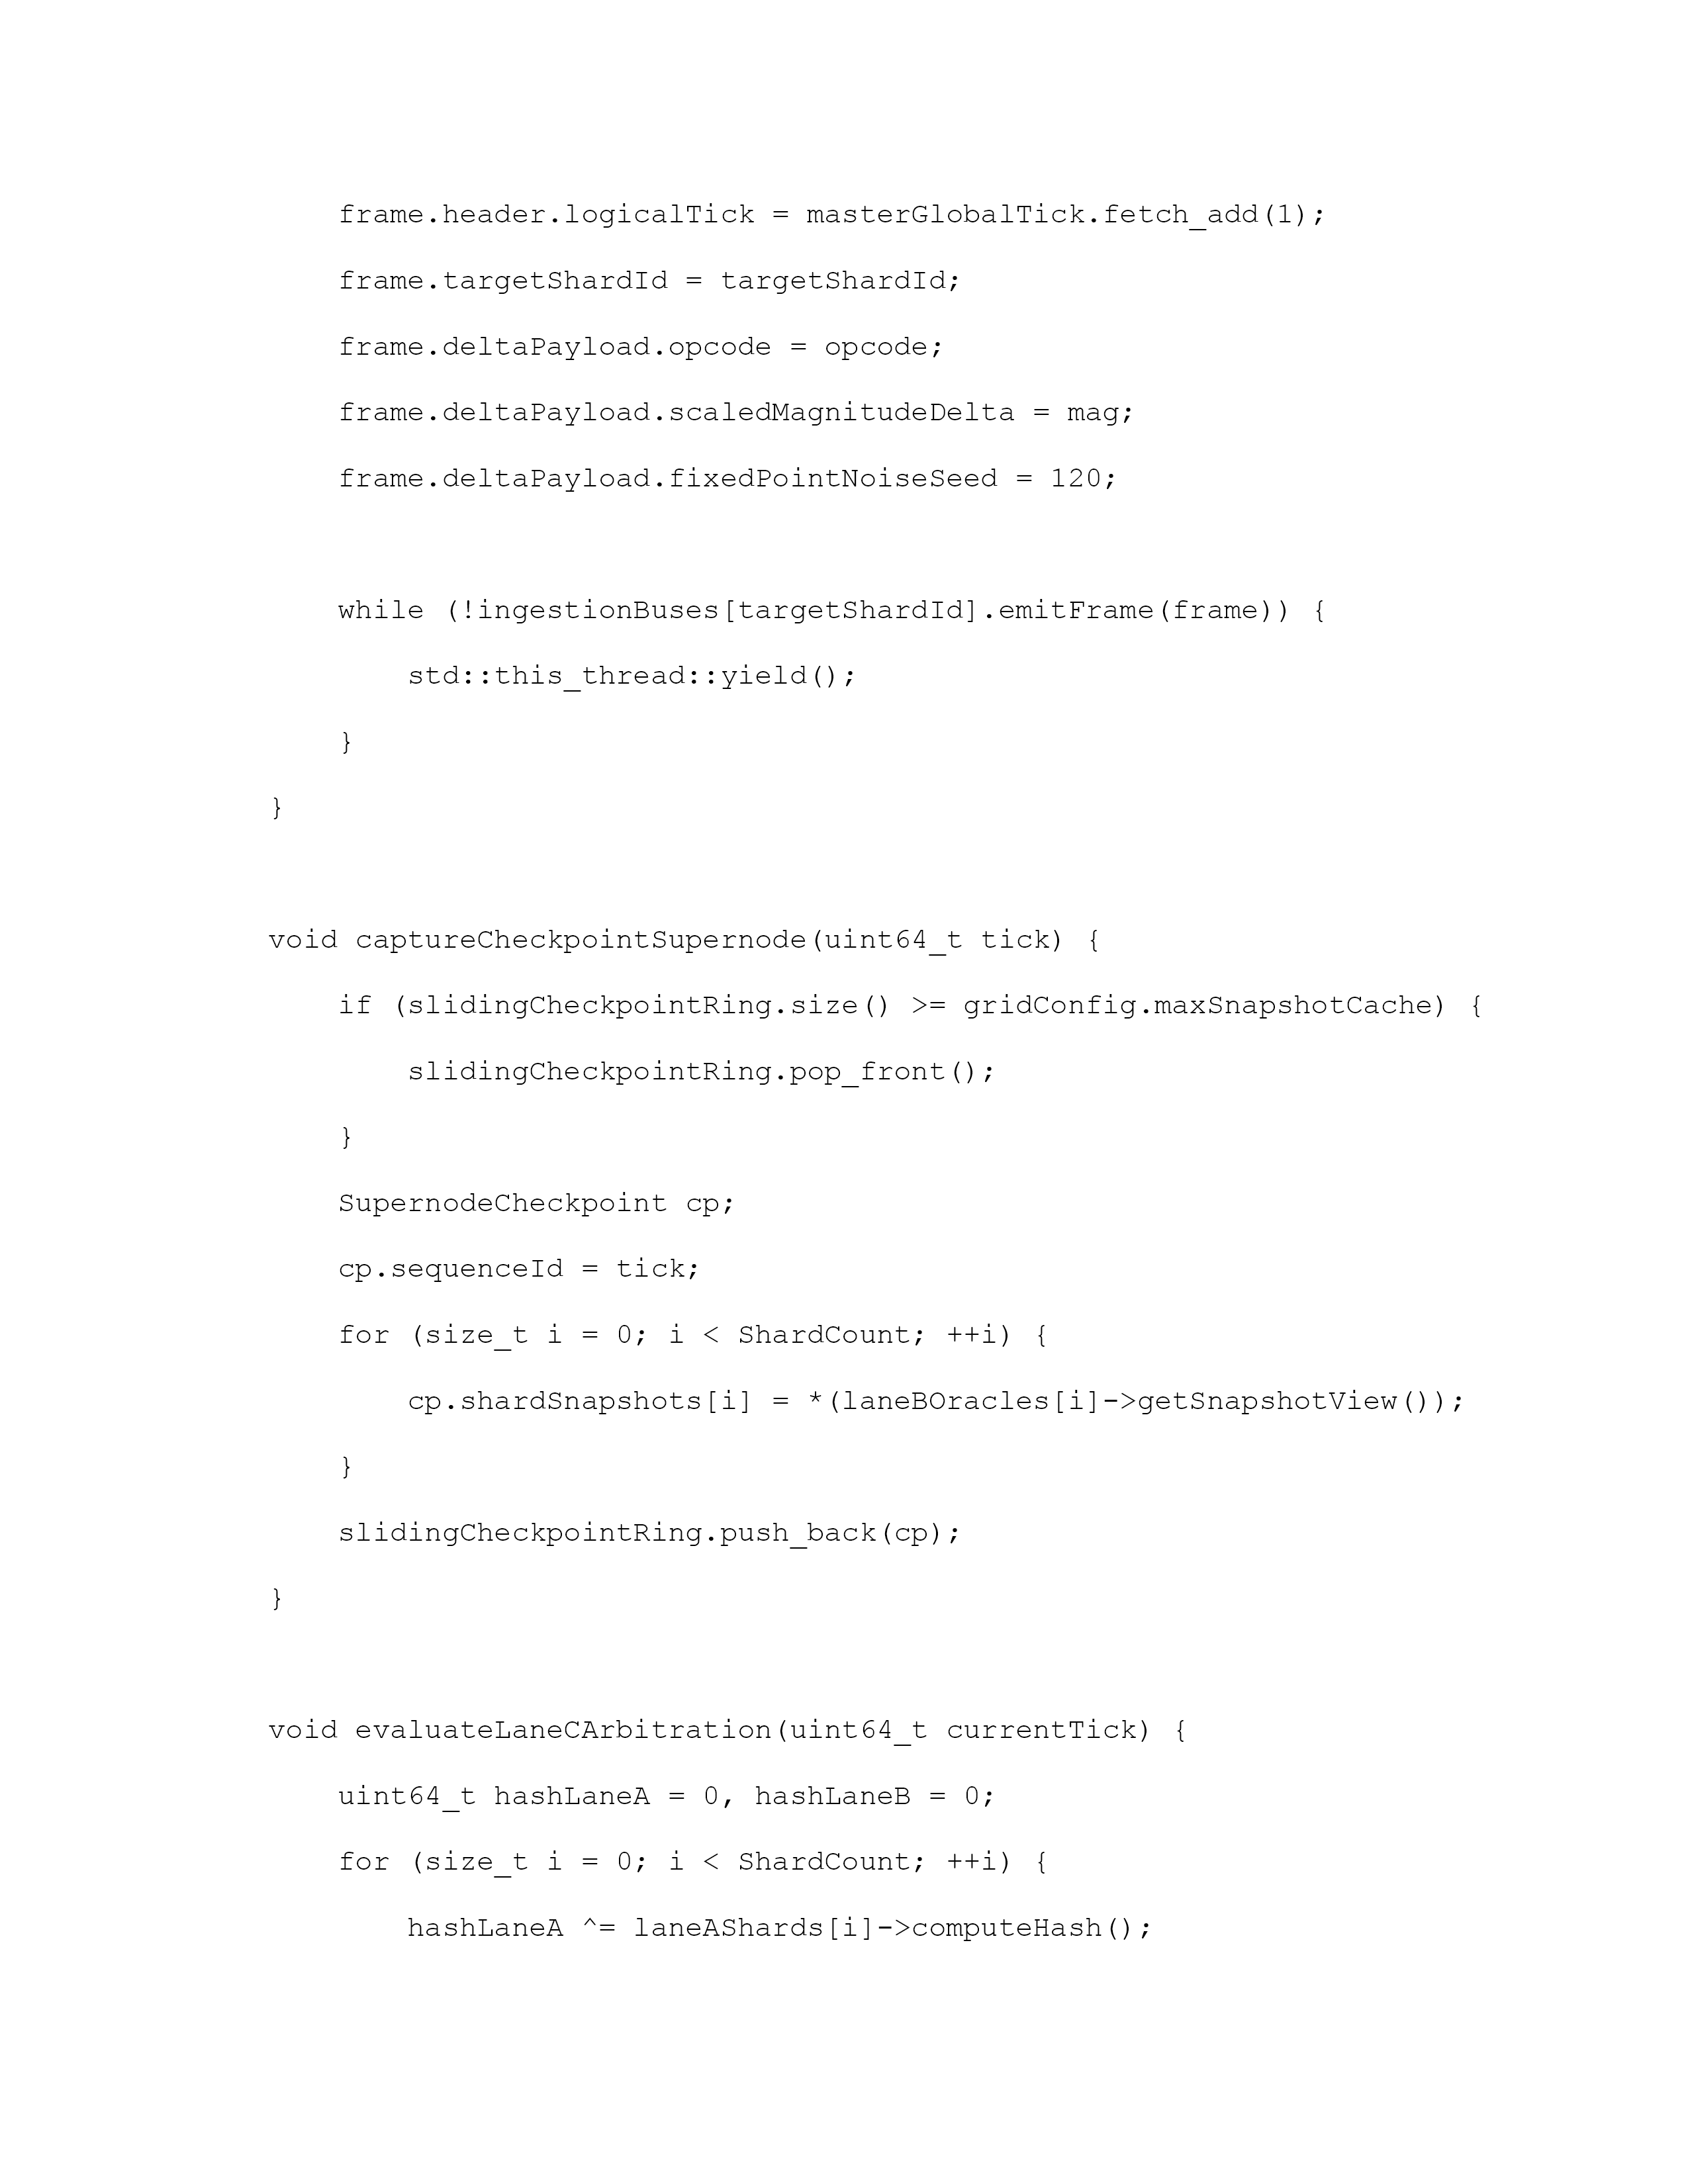 frame.header.logicalTick = masterGlobalTick.fetch_add(1);
frame.targetShardId = targetShardId;
frame.deltaPayload.opcode = opcode;
frame.deltaPayload.scaledMagnitudeDelta = mag;
frame.deltaPayload.fixedPointNoiseSeed = 120;
while (!ingestionBuses[targetShardId].emitFrame(frame)) {
std::this_thread::yield();
}
}
void captureCheckpointSupernode(uint64_t tick) {
if (slidingCheckpointRing.size() >= gridConfig.maxSnapshotCache) {
slidingCheckpointRing.pop_front();
}
SupernodeCheckpoint cp;
cp.sequenceId = tick;
for (size_t i = 0; i < ShardCount; ++i) {
cp.shardSnapshots[i] = *(laneBOracles[i]->getSnapshotView());
}
slidingCheckpointRing.push_back(cp);
}
void evaluateLaneCArbitration(uint64_t currentTick) {
uint64_t hashLaneA = 0, hashLaneB = 0;
for (size_t i = 0; i < ShardCount; ++i) {
hashLaneA ^= laneAShards[i]->computeHash();